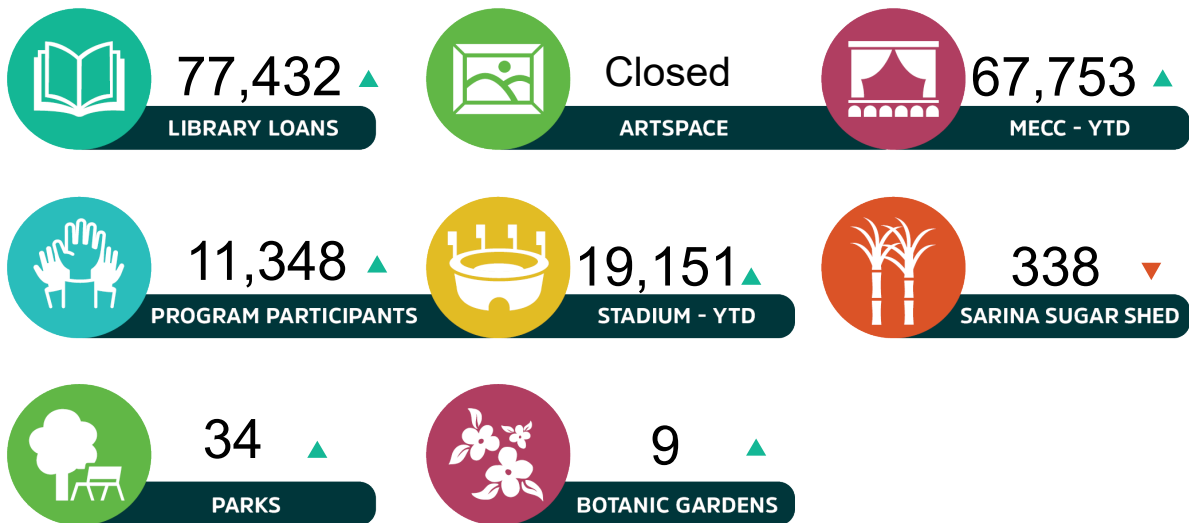 77,432
LIBRARY LOANS
Closed
ARTSPACE
67,753
MECC - YTD
11,348
PROGRAM PARTICIPANTS
19,151
STADIUM - YTD
338
SARINA SUGAR SHED
34
PARKS
9
BOTANIC GARDENS